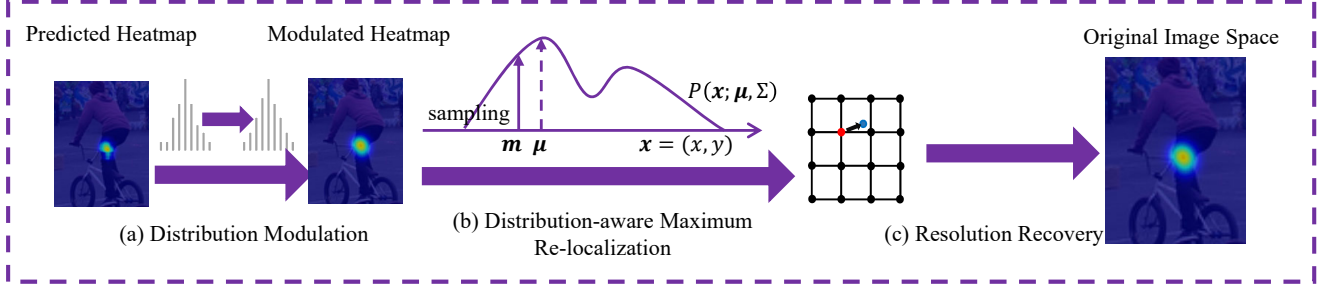 Predicted Heatmap
Modulated Heatmap
Original Image Space
P(x; μ, Σ)
sampling
m μ
x = (x, y)
(a) Distribution Modulation
(b) Distribution-aware Maximum
Re-localization
(c) Resolution Recovery